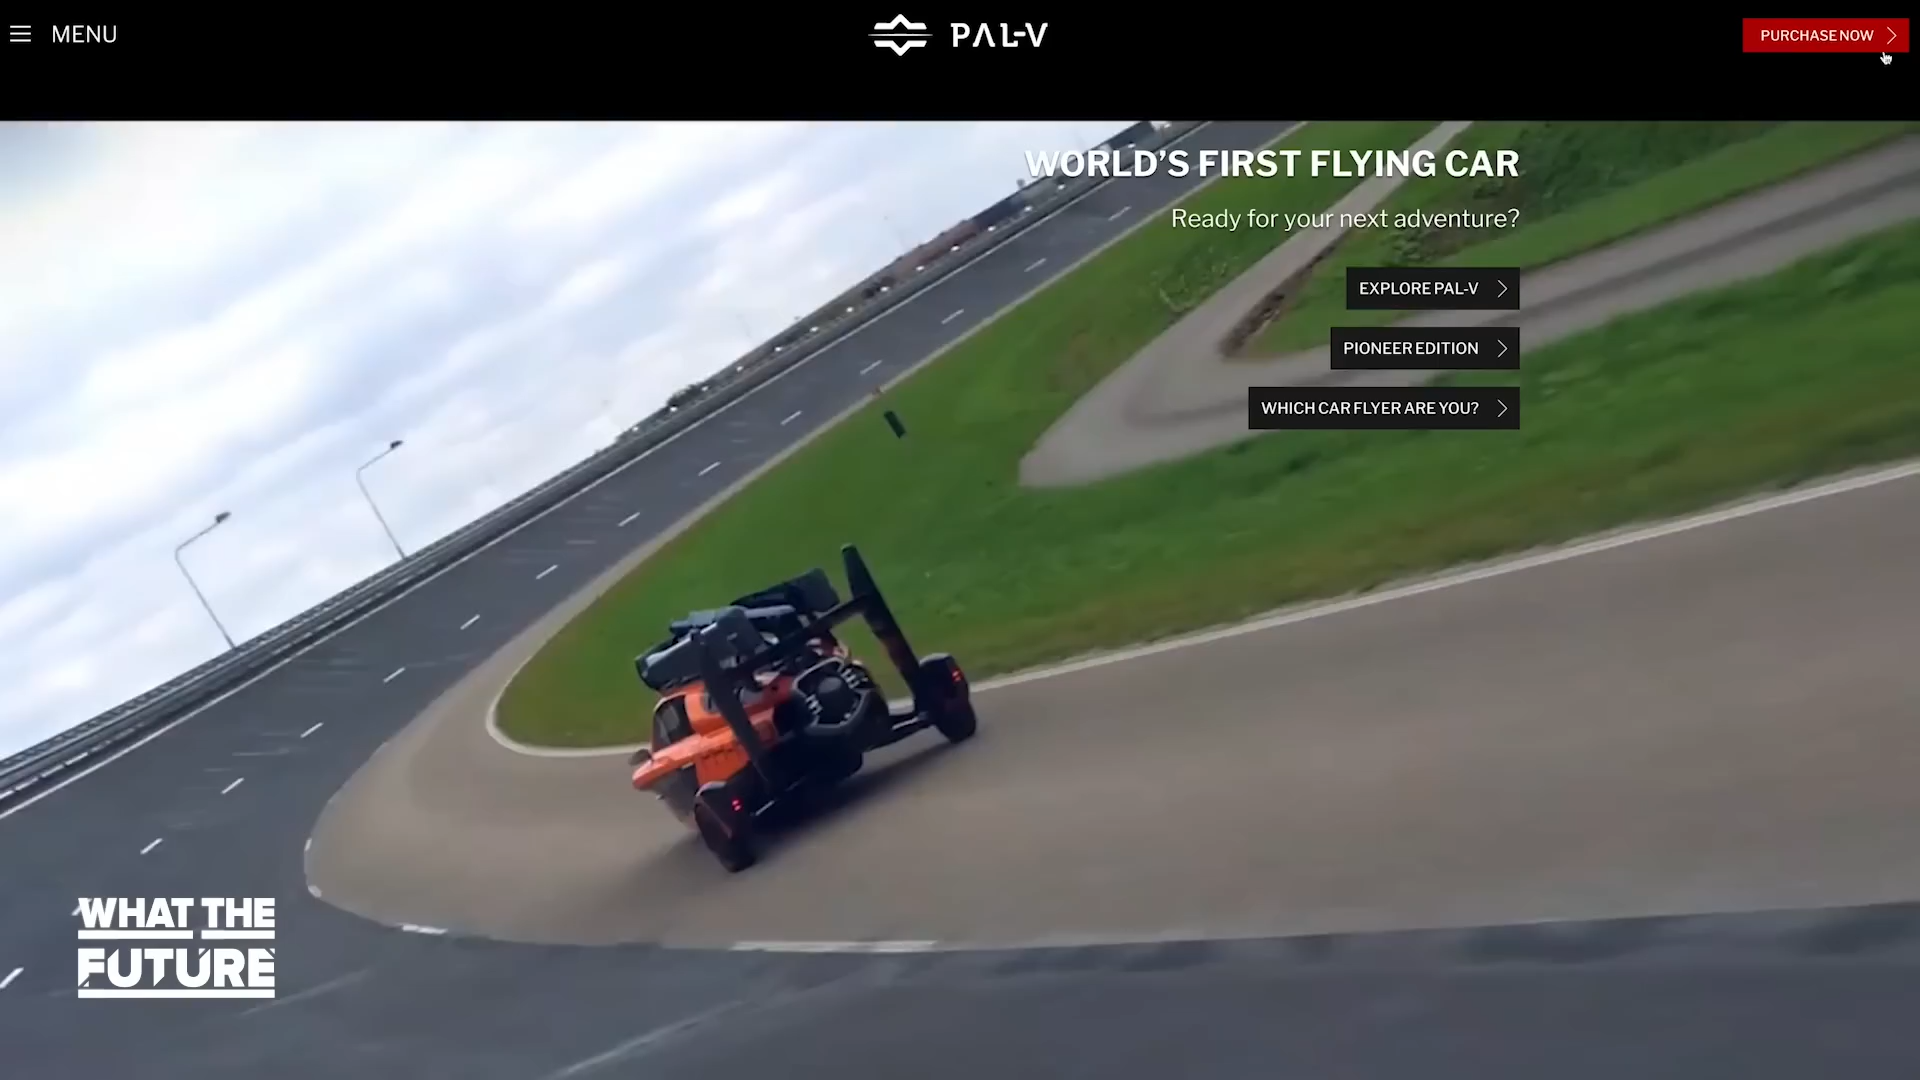 MENU
PAL-V
PURCHASE NOW
WORLD'S FIRST FLYING CAR
Ready for your next adventure?
EXPLORE PAL-V
PIONEER EDITION
WHICH CAR FLYER ARE YOU?
WHAT THE
FUTURE